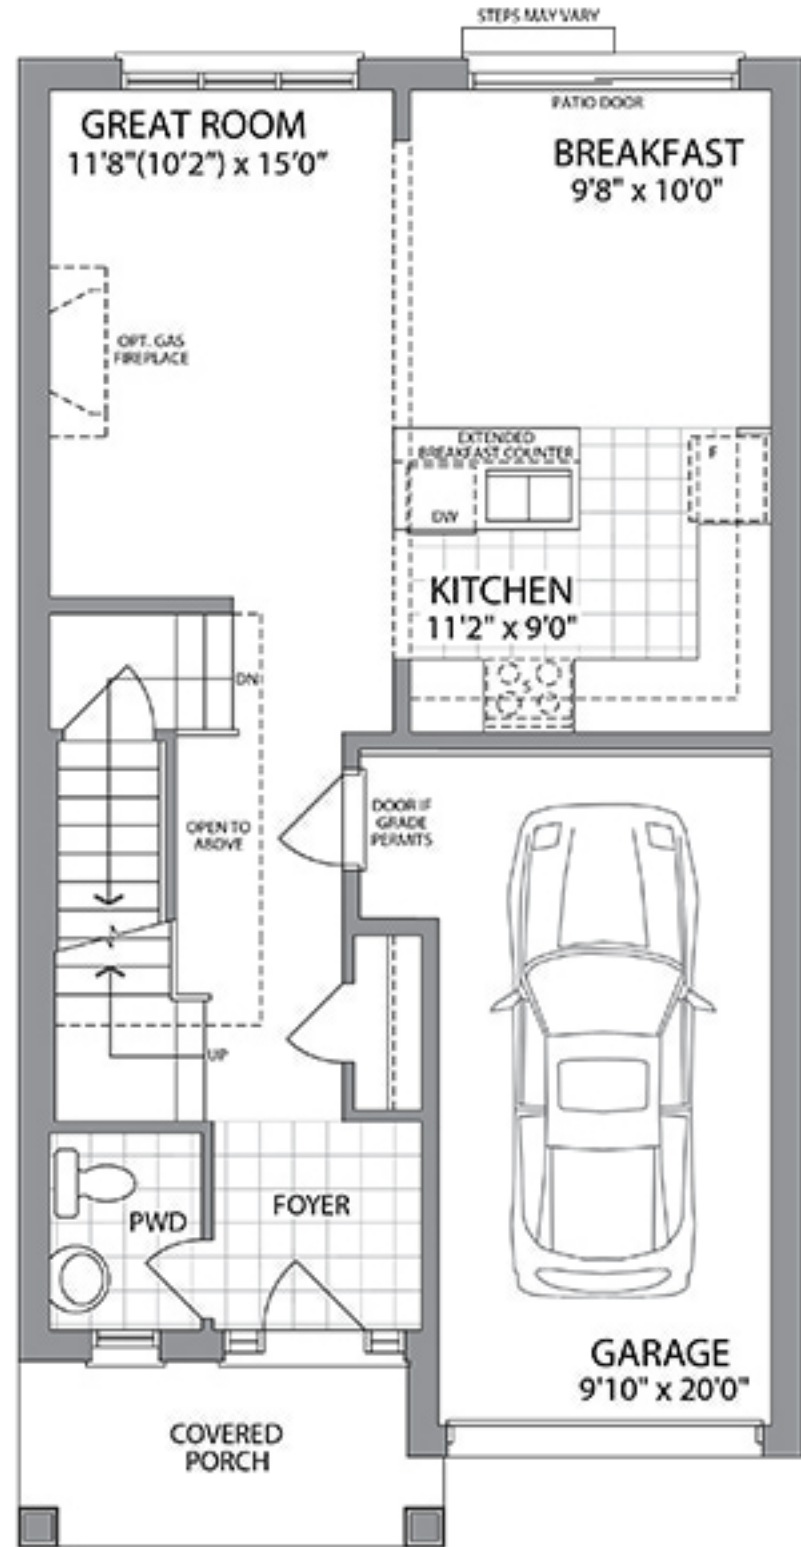 STEPS MAY VARY
PATIO DOOR
GREAT ROOM
11'8"(10'2") x 15'0"
BREAKFAST
9'8" x 10'0"
OPT. GAS
FIREPLACE
EXTENDED
BREAKFAST COUNTER
F
DW
KITCHEN
11'2" x 9'0"
S
DN
OPEN TO
ABOVE
DOOR IF
GRADE
PERMITS
UP
PWD
FOYER
GARAGE
9'10" x 20'0"
COVERED
PORCH